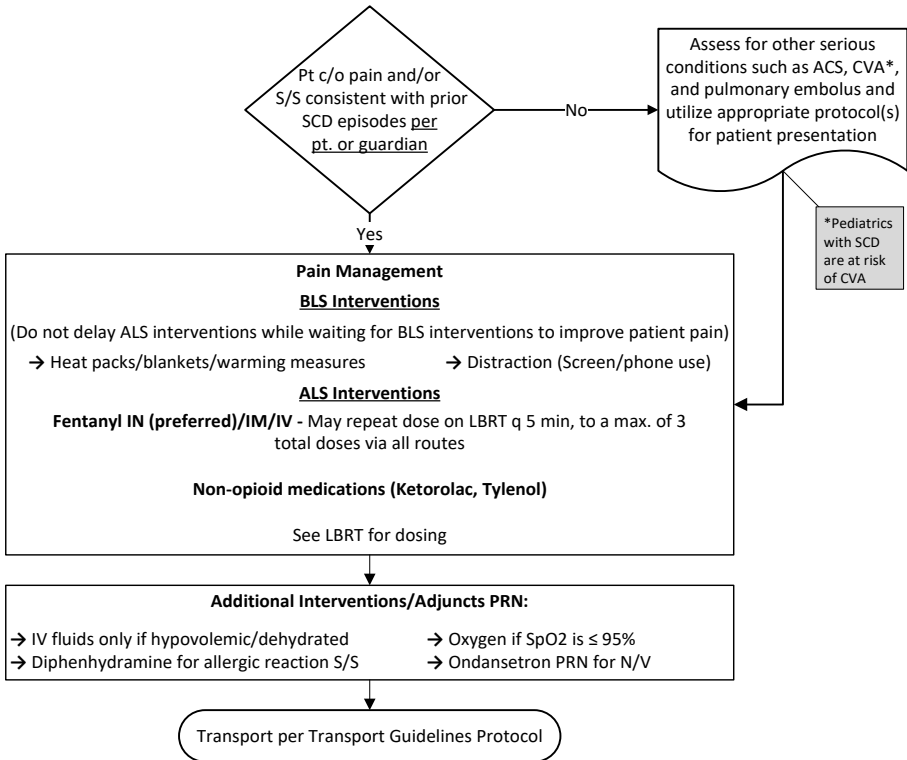 Pt c/o pain and/or
S/S consistent with prior
SCD episodes per
pt. or guardian
No
Assess for other serious
conditions such as ACS, CVA*,
and pulmonary embolus and
utilize appropriate protocol(s)
for patient presentation
*Pediatrics
with SCD
are at risk
of CVA
Yes
Pain Management
BLS Interventions
(Do not delay ALS interventions while waiting for BLS interventions to improve patient pain)
→ Heat packs/blankets/warming measures
→ Distraction (Screen/phone use)
ALS Interventions
Fentanyl IN (preferred)/IM/IV - May repeat dose on LBRT q 5 min, to a max. of 3
total doses via all routes
Non-opioid medications (Ketorolac, Tylenol)
See LBRT for dosing
Additional Interventions/Adjuncts PRN:
→ IV fluids only if hypovolemic/dehydrated
→ Oxygen if SpO2 is ≤ 95%
→ Diphenhydramine for allergic reaction S/S
→ Ondansetron PRN for N/V
Transport per Transport Guidelines Protocol